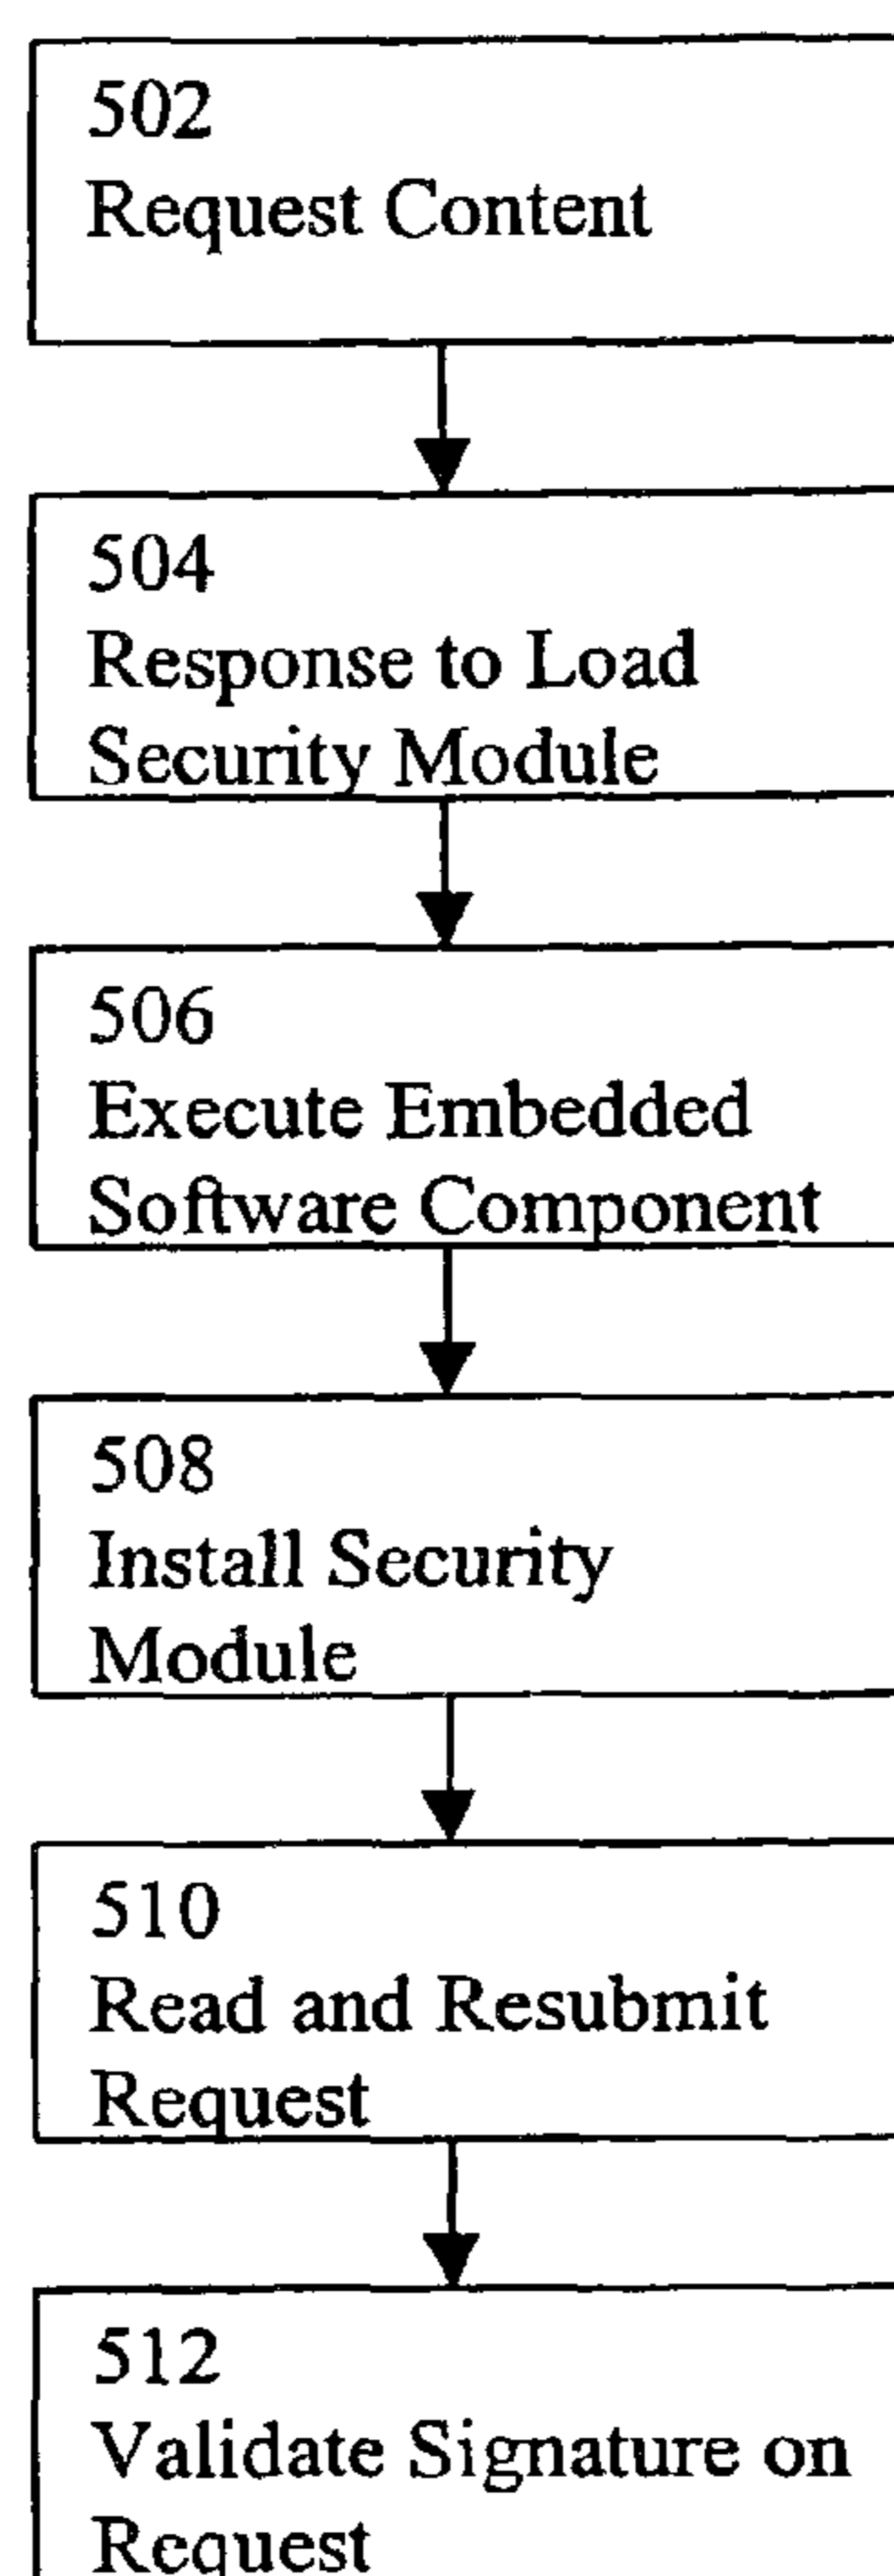 502
Request Content
504
Response to Load
Security Module
506
Execute Embedded
Software Component
508
Install Security
Module
510
Read and Resubmit
Request
512
Validate Signature on
Request